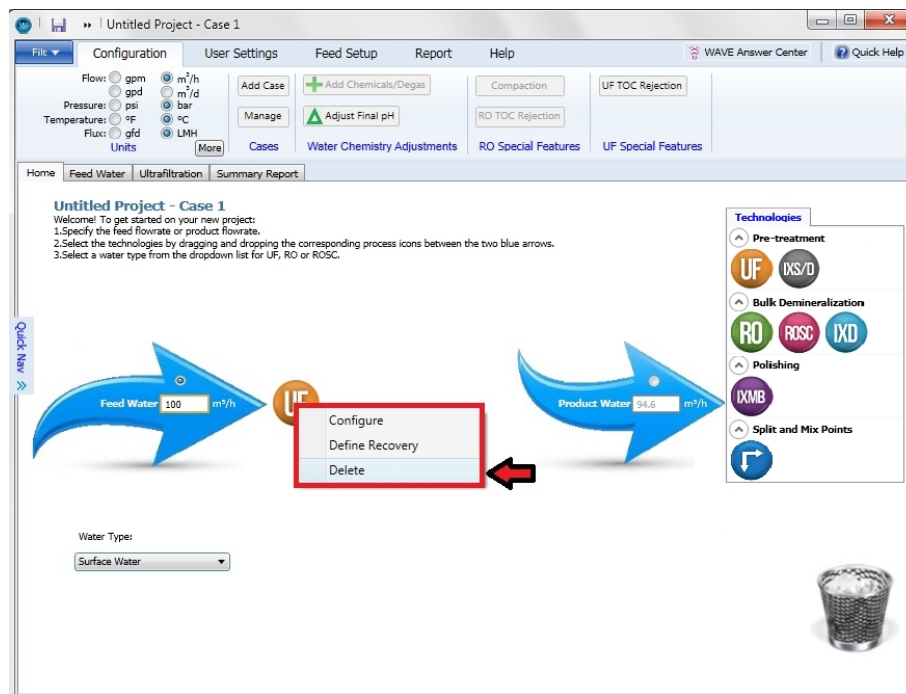 Untitled Project - Case 1
File Configuration User Settings Feed Setup Report Help WAVE Answer Center Quick Help
Flow: gpm m³/h
gpd m³/d
Pressure: psi bar
Temperature: ºF ºC
Flux: gfd LMH
Units More
Add Case
Manage
Cases
Add Chemicals/Degas
Adjust Final pH
Water Chemistry Adjustments
Compaction
RO TOC Rejection
RO Special Features
UF TOC Rejection
UF Special Features
Home Feed Water Ultrafiltration Summary Report
Untitled Project - Case 1
Welcome! To get started on your new project:
1.Specify the feed flowrate or product flowrate.
2.Select the technologies by dragging and dropping the corresponding process icons between the two blue arrows.
3.Select a water type from the dropdown list for UF, RO or ROSC.
Quick Nav
Feed Water 100 m³/h
UF
Configure
Define Recovery
Delete
Product Water 94.6 m³/h
Technologies
Pre-treatment
UF IXS/D
Bulk Demineralization
RO ROSC IXD
Polishing
IXMB
Split and Mix Points
Water Type:
Surface Water